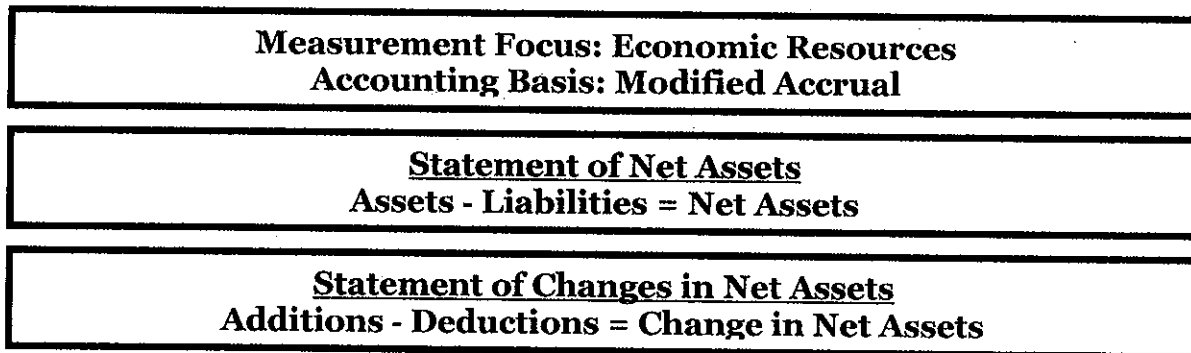 Measurement Focus: Economic Resources
Accounting Basis: Modified Accrual
Statement of Net Assets
Assets - Liabilities = Net Assets
Statement of Changes in Net Assets
Additions - Deductions = Change in Net Assets